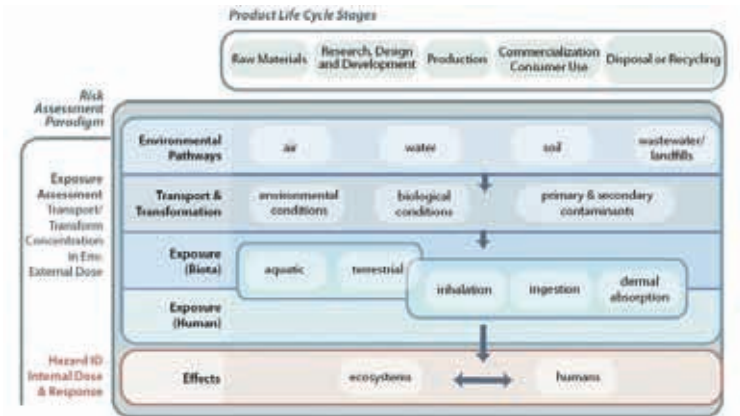 Product Life Cycle Stages
Raw Materials
Research, Design
and Development
Production
Commercialization
Consumer Use
Disposal or Recycling
Risk
Assessment
Paradigm
Exposure
Assessment
Transport/
Transform
Concentration
in Env.
External Dose
Environmental
Pathways
air
water
soil
wastewater/
landfills
Transport &
Transformation
environmental
conditions
biological
conditions
primary & secondary
contaminants
Exposure
(Biota)
aquatic
terrestrial
inhalation
ingestion
dermal
absorption
Exposure
(Human)
Hazard ID
Internal Dose
& Response
Effects
ecosystems
humans